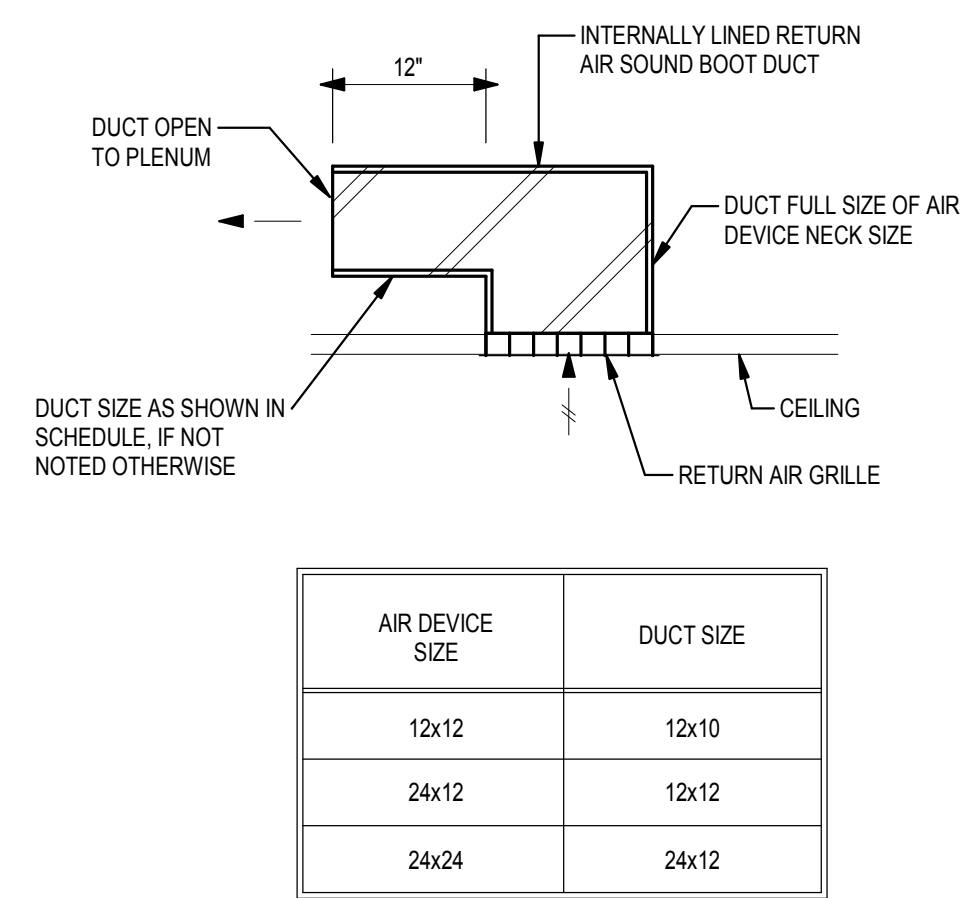 INTERNALLY LINED RETURN
AIR SOUND BOOT DUCT
12"
DUCT OPEN
TO PLENUM
DUCT FULL SIZE OF AIR
DEVICE NECK SIZE
DUCT SIZE AS SHOWN IN
SCHEDULE, IF NOT
NOTED OTHERWISE
CEILING
RETURN AIR GRILLE
AIR DEVICE
SIZE
DUCT SIZE
12x12
12x10
24x12
12x12
24x24
24x12